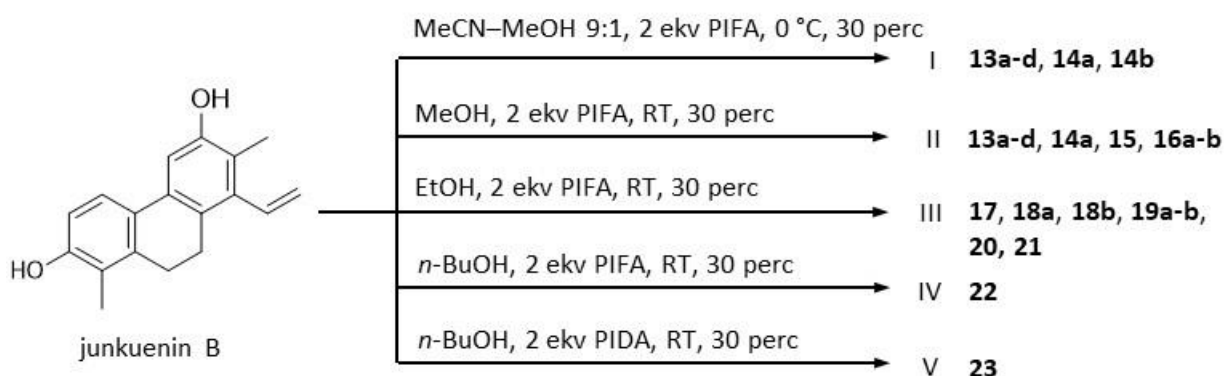 MeCN–MeOH 9:1, 2 ekv PIFA, 0 °C, 30 perc
I 13a-d, 14a, 14b
OH
MeOH, 2 ekv PIFA, RT, 30 perc
II 13a-d, 14a, 15, 16a-b
EtOH, 2 ekv PIFA, RT, 30 perc
III 17, 18a, 18b, 19a-b,
20, 21
HO
n-BuOH, 2 ekv PIFA, RT, 30 perc
IV 22
n-BuOH, 2 ekv PIDA, RT, 30 perc
V 23
junkuenin B